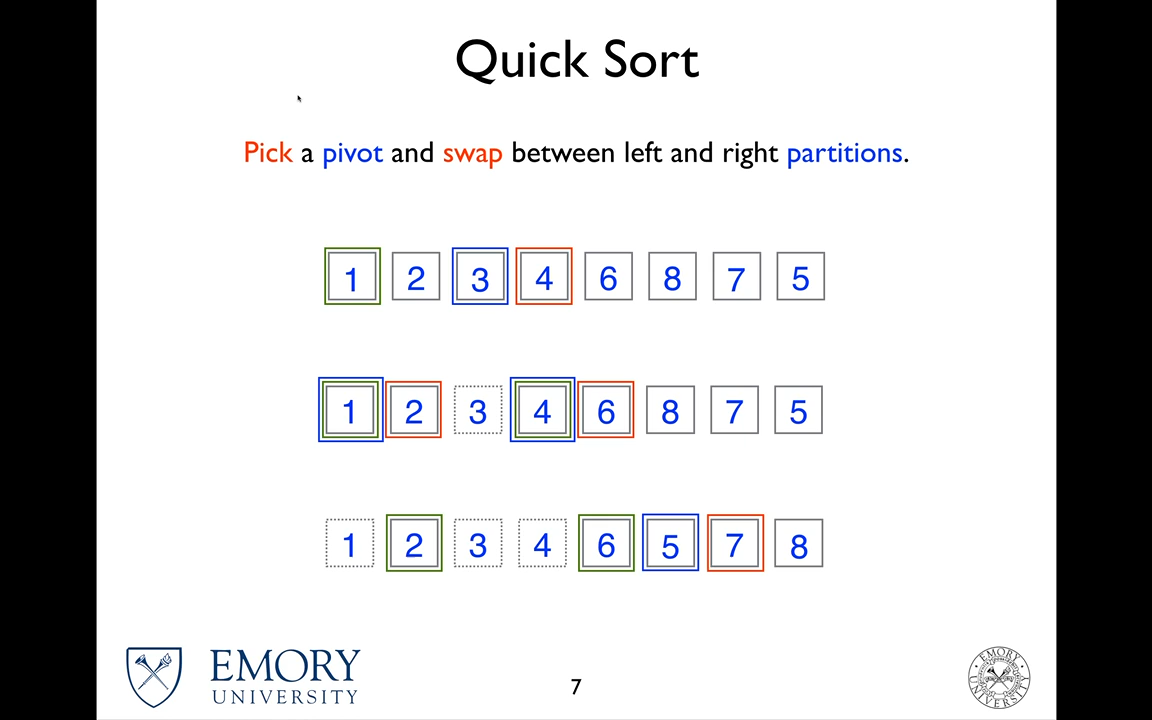 Quick Sort
Pick a pivot and swap between left and right partitions.
1 2 3 4 6 8 7 5
1 2 3 4 6 8 7 5
1 2 3 4 6 5 7 8
EMORY
UNIVERSITY
7
EMORY UNIVERSITY